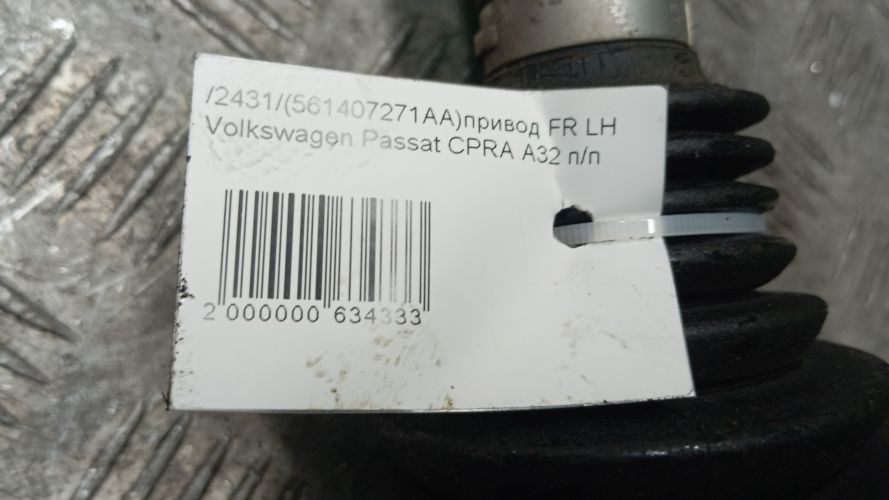 /2431/(561407271AA)привод FR LH
Volkswagen Passat CPRA A32 п/п
2 000000 634333